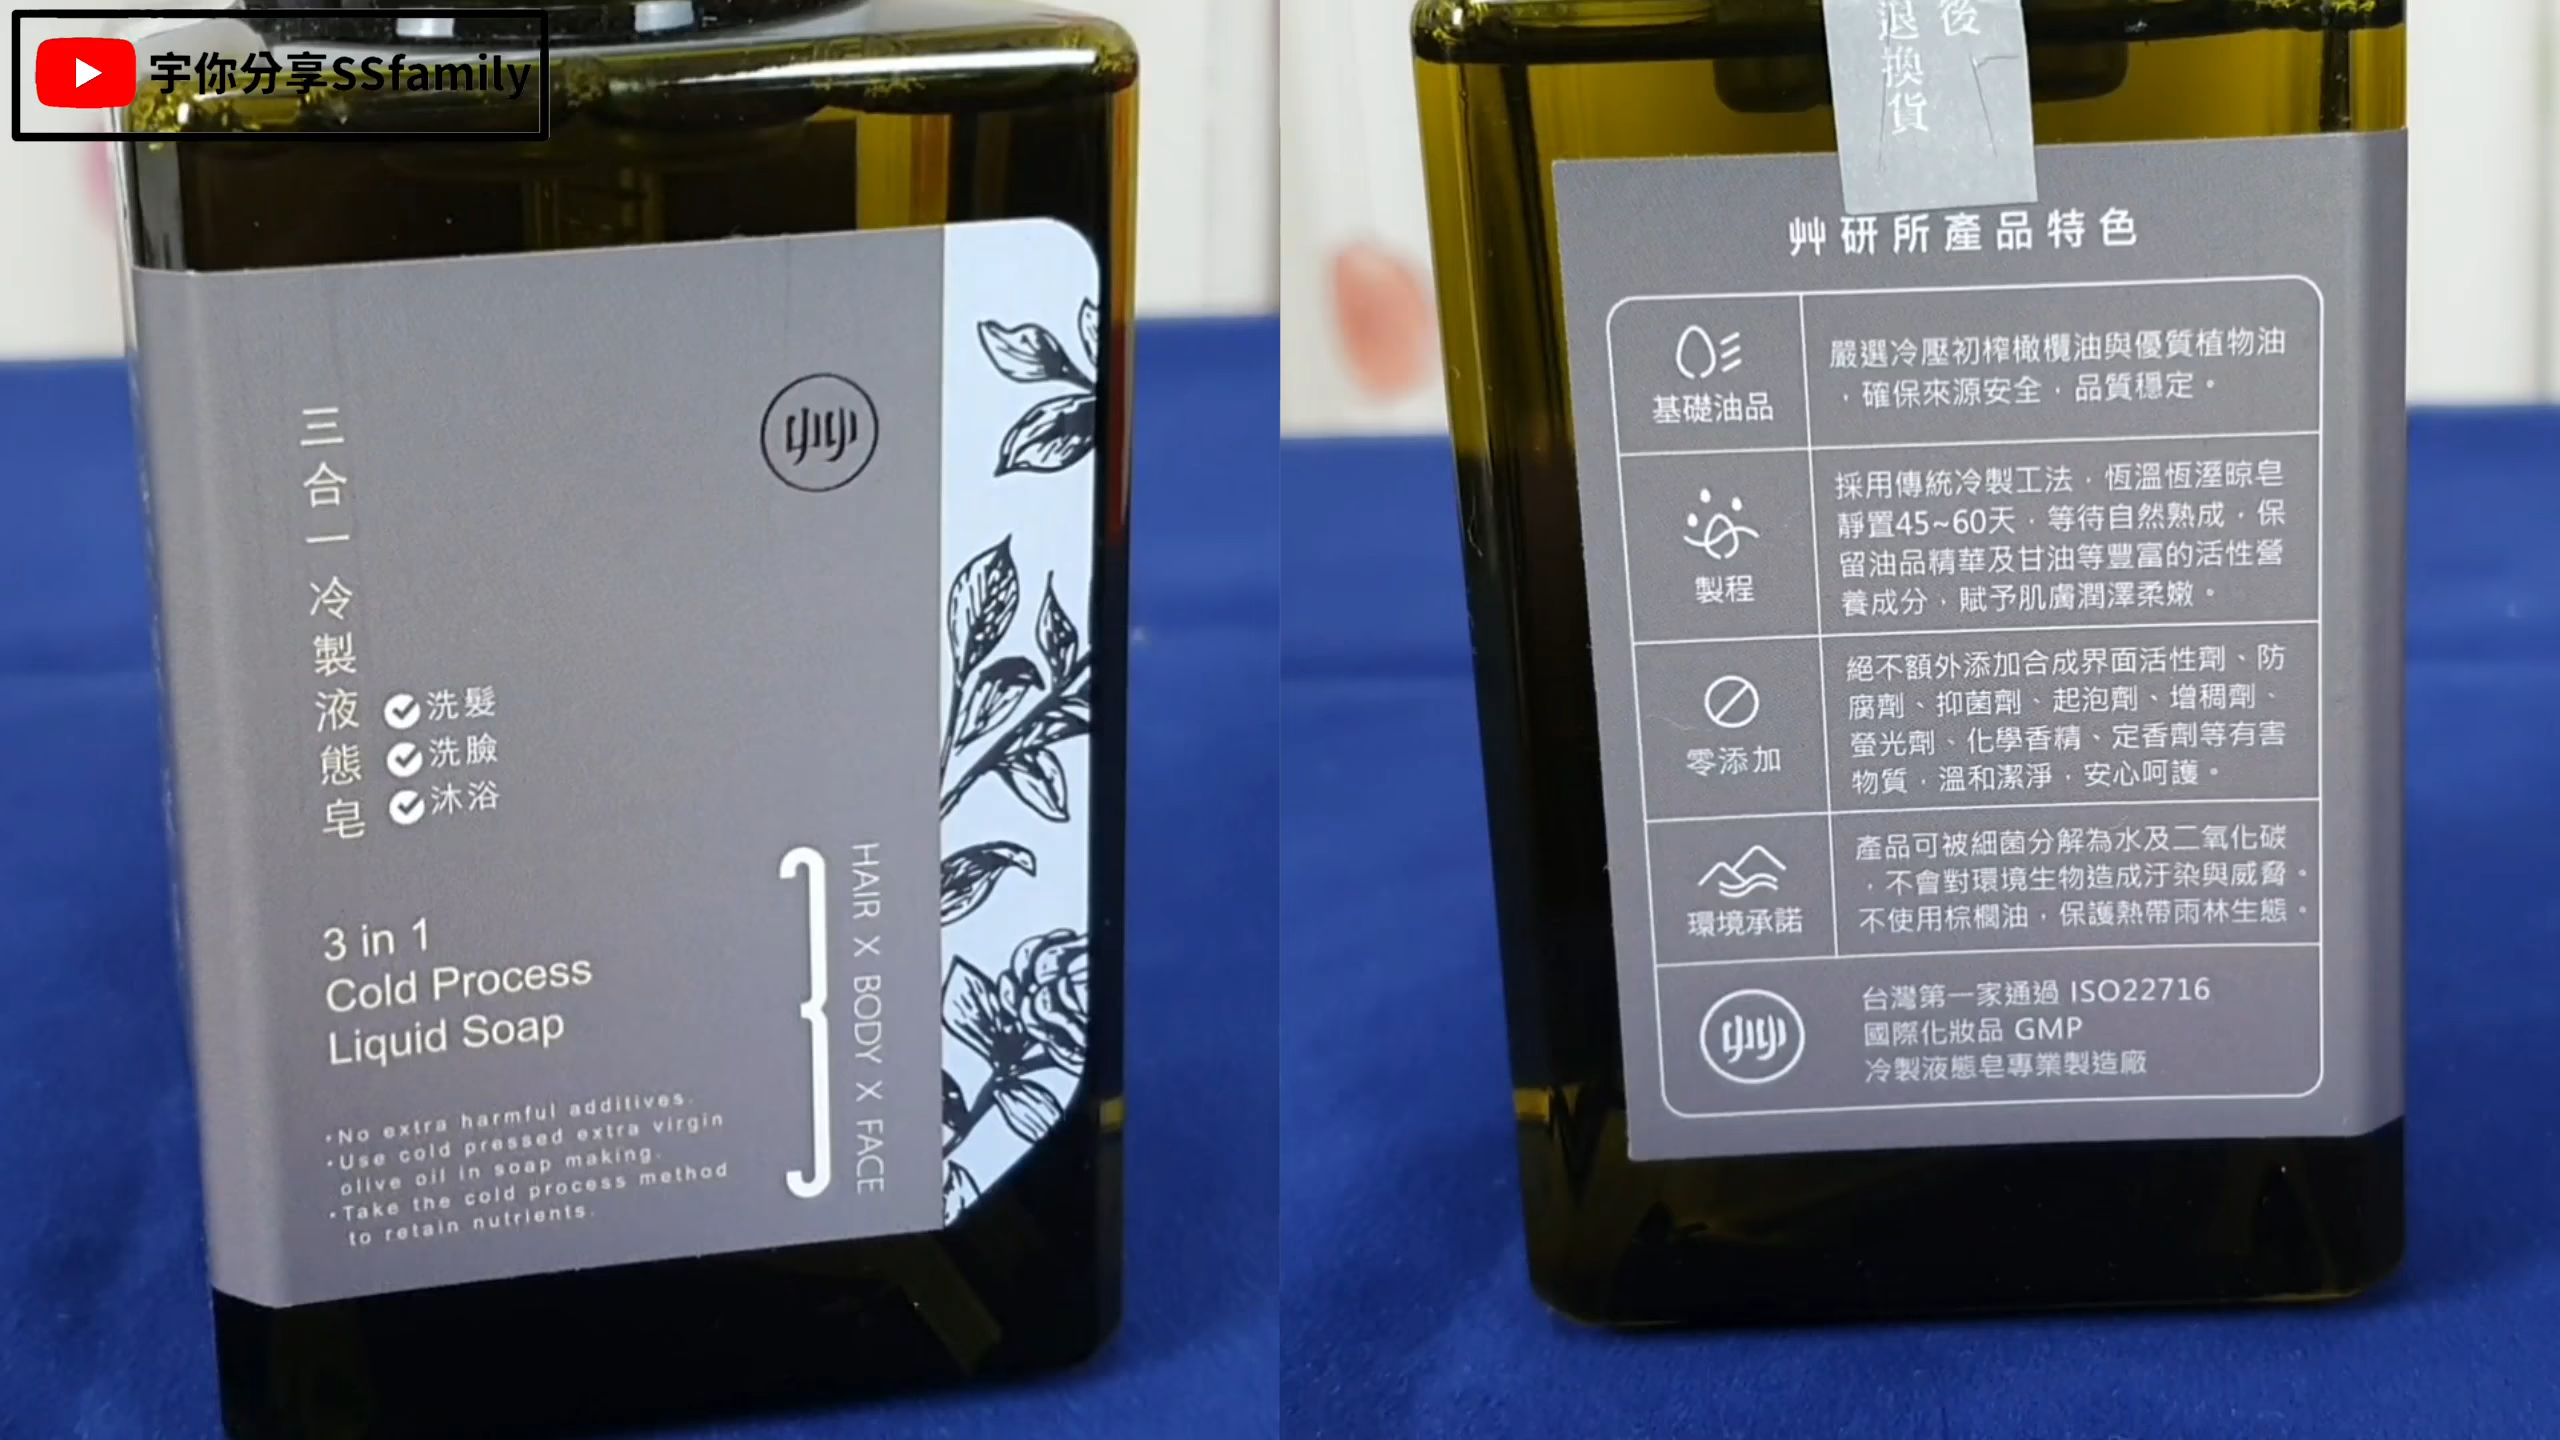 宇你分享SSfamily
三合一冷製液態皂
洗髮
洗臉
沐浴
3 in 1
Cold Process
Liquid Soap
HAIR X BODY X FACE
•No extra harmful additives.
•Use cold pressed extra virgin
olive oil in soap making.
•Take the cold process method
to retain nutrients.
後
退換貨
艸研所產品特色
基礎油品
嚴選冷壓初榨橄欖油與優質植物油
，確保來源安全，品質穩定。
製程
採用傳統冷製工法，恆溫恆溼晾皂
靜置45~60天，等待自然熟成，保
留油品精華及甘油等豐富的活性營
養成分，賦予肌膚潤澤柔嫩。
零添加
絕不額外添加合成界面活性劑、防
腐劑、抑菌劑、起泡劑、增稠劑、
螢光劑、化學香精、定香劑等有害
物質，溫和潔淨，安心呵護。
環境承諾
產品可被細菌分解為水及二氧化碳
，不會對環境生物造成汙染與威脅。
不使用棕櫚油，保護熱帶雨林生態。
台灣第一家通過 ISO22716
國際化妝品 GMP
冷製液態皂專業製造廠